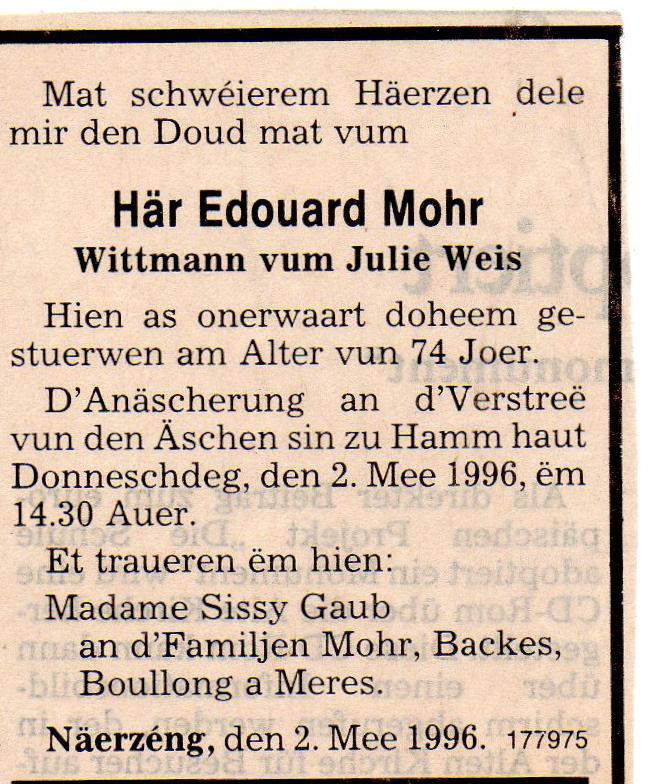 Mat schwéierem Häerzen dele
mir den Doud mat vum
Här Edouard Mohr
Wittmann vum Julie Weis
Hien as onerwaart doheem ge-
stuerwen am Alter vun 74 Joer.
D'Anäscherung an d'Verstreë
vun den Äschen sin zu Hamm haut
Donneschdeg, den 2. Mee 1996, ëm
14.30 Auer.
Et traueren ëm hien:
Madame Sissy Gaub
an d'Familjen Mohr, Backes,
Boullong a Meres.
Näerzéng, den 2. Mee 1996. 177975